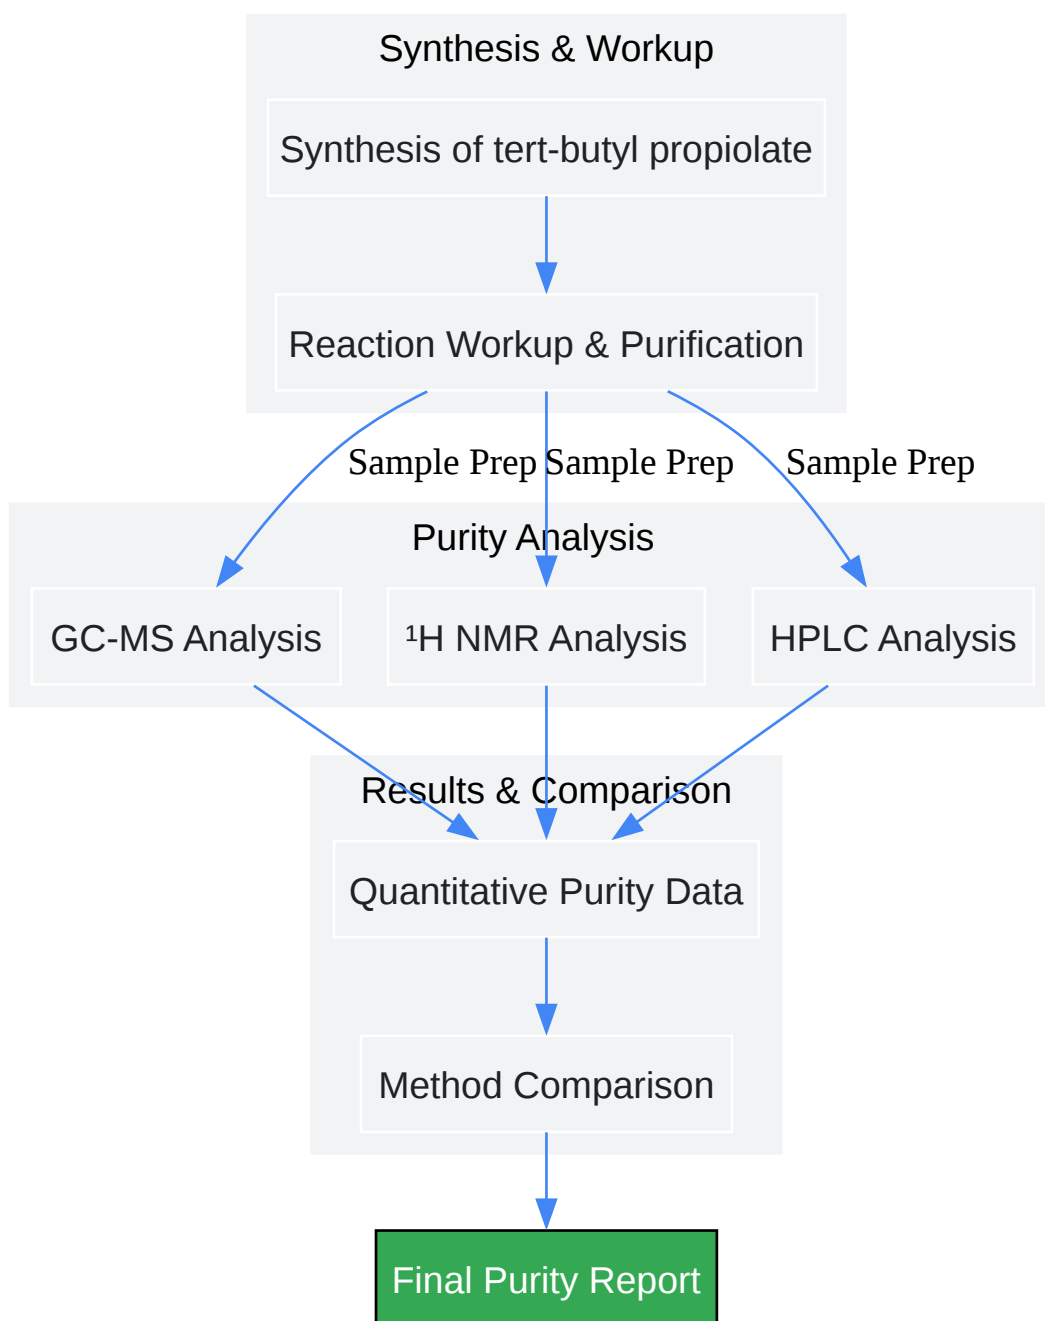 Synthesis & Workup
Synthesis of tert-butyl propiolate
Reaction Workup & Purification
Sample Prep
Sample Prep
Sample Prep
Purity Analysis
GC-MS Analysis
¹H NMR Analysis
HPLC Analysis
Results & Comparison
Quantitative Purity Data
Method Comparison
Final Purity Report